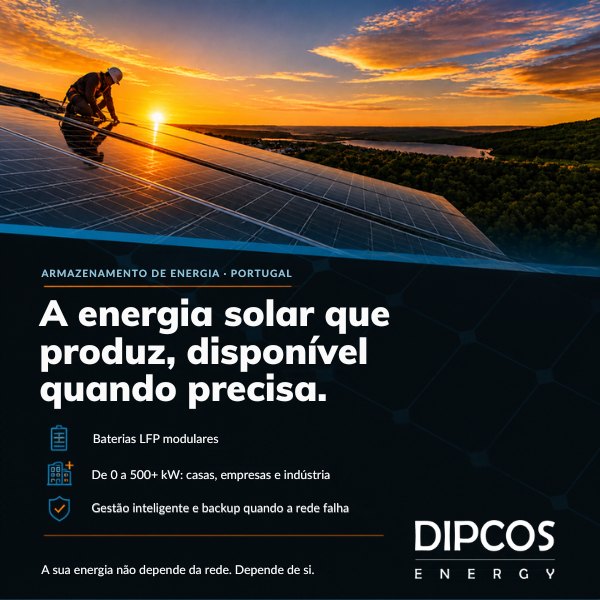 ARMAZENAMENTO DE ENERGIA · PORTUGAL
A energia solar que
produz, disponível
quando precisa.
Baterias LFP modulares
De 0 a 500+ kW: casas, empresas e indústria
Gestão inteligente e backup quando a rede falha
A sua energia não depende da rede. Depende de si.
DIPCOS
ENERGY